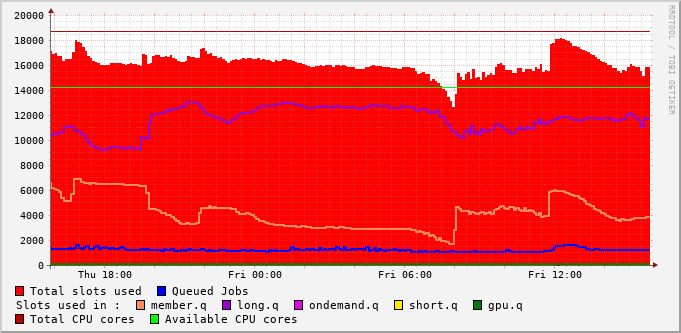 20000
18000
16000
14000
12000
10000
8000
6000
4000
2000
0
Thu 18:00 Fri 00:00 Fri 06:00 Fri 12:00
RRDTOOL / TOBI OETIKER
Total slots used Queued Jobs
Slots used in : member.q long.q ondemand.q short.q gpu.q
Total CPU cores Available CPU cores